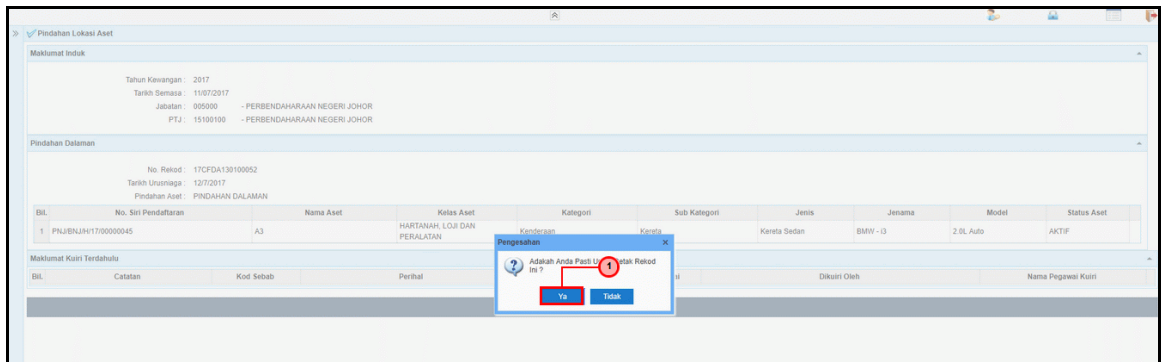 Pindahan Lokasi Aset
Maklumat Induk
Tahun Kewangan : 2017
Tarikh Semasa : 11/07/2017
Jabatan : 005000 - PERBENDAHARAAN NEGERI JOHOR
PTJ : 15100100 - PERBENDAHARAAN NEGERI JOHOR
Pindahan Dalaman
No. Rekod : 17CFDA130100052
Tarikh Urusniaga : 12/7/2017
Pindahan Aset : PINDAHAN DALAMAN
Bil. No. Siri Pendaftaran Nama Aset Kelas Aset Kategori Sub Kategori Jenis Jenama Model Status Aset
1 PNJ/BNJ/H/17/00000045 A3 HARTANAH, LOJI DAN PERALATAN Kenderaan Kereta Kereta Sedan BMW - i3 2.0L Auto AKTIF
Maklumat Kuiri Terdahulu
Bil. Catatan Kod Sebab Perihal Dikuiri Oleh Nama Pegawai Kuiri
Pengesahan
Adakah Anda Pasti Rekod
Ini ?
1
Ya Tidak